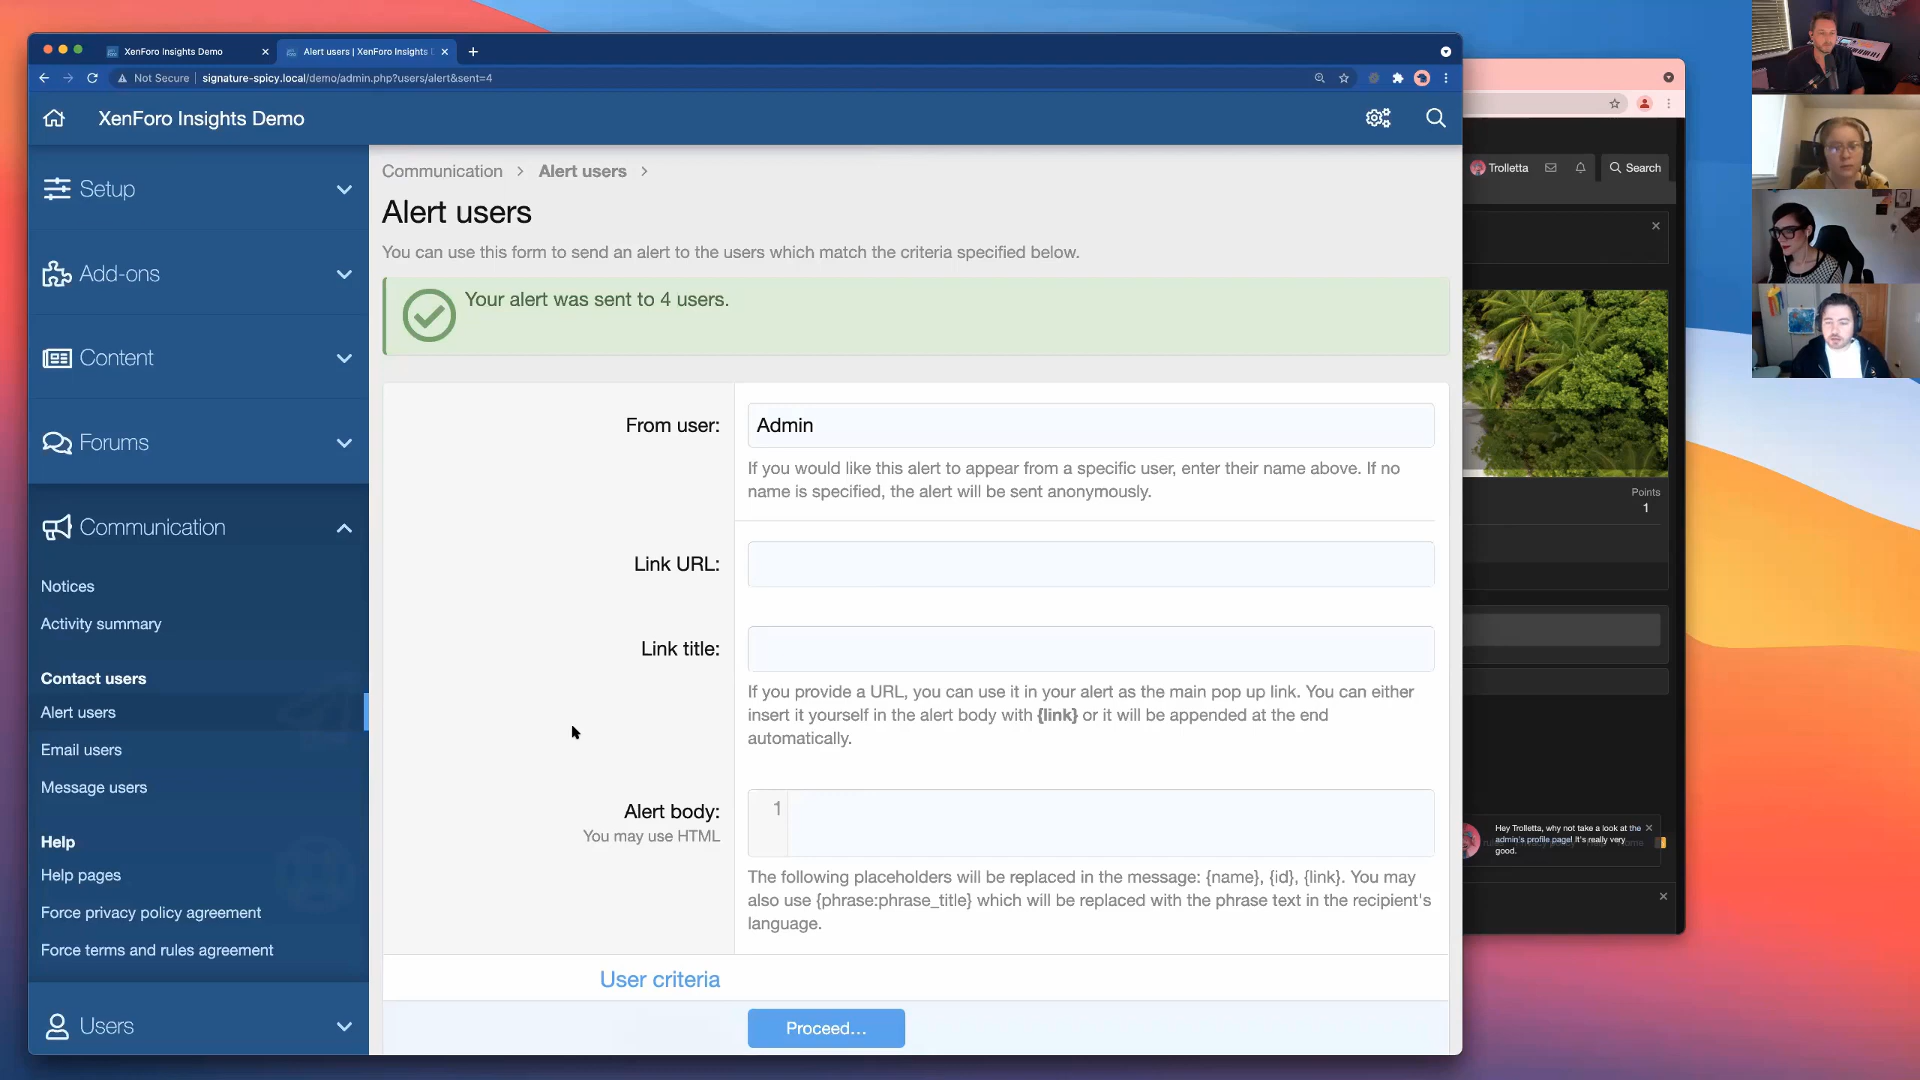 XenForo Insights Demo
Alert users | XenForo Insights
Not Secure
signature-spicy.local/demo/admin.php?users/alert&sent=4
XenForo Insights Demo
Setup
Add-ons
Content
Forums
Communication
Notices
Activity summary
Contact users
Alert users
Email users
Message users
Help
Help pages
Force privacy policy agreement
Force terms and rules agreement
Users
Communication
Alert users
Alert users
You can use this form to send an alert to the users which match the criteria specified below.
Your alert was sent to 4 users.
From user:
Admin
If you would like this alert to appear from a specific user, enter their name above. If no
name is specified, the alert will be sent anonymously.
Link URL:
Link title:
If you provide a URL, you can use it in your alert as the main pop up link. You can either
insert it yourself in the alert body with {link} or it will be appended at the end
automatically.
Alert body:
You may use HTML
1
The following placeholders will be replaced in the message: {name}, {id}, {link}. You may
also use {phrase:phrase_title} which will be replaced with the phrase text in the recipient's
language.
User criteria
Proceed...
Trolletta
Search
Points
1
Hey Trolletta, why not take a look at the
admin's profile page! It's really very
good.